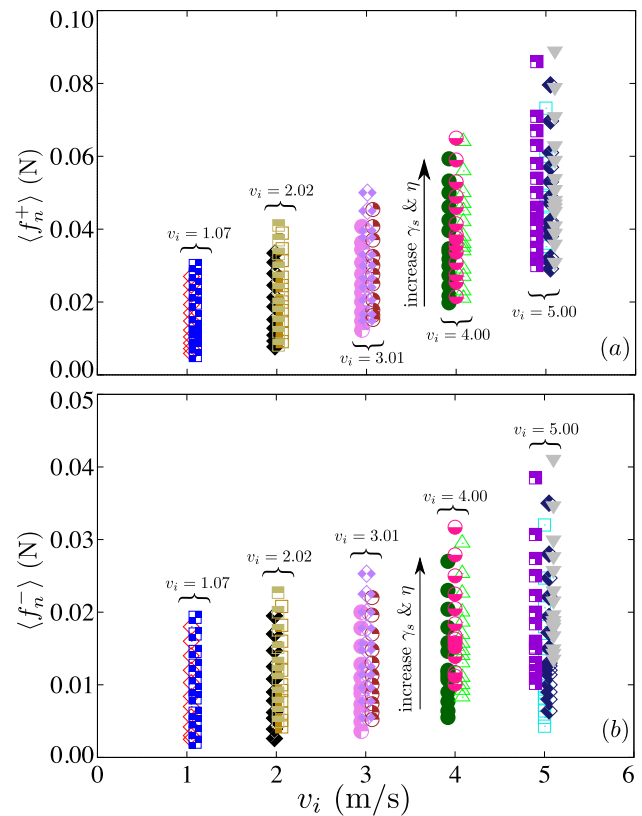 0.10
0.08
0.06
0.04
0.02
0.00
⟨f_n^+⟩ (N)
v_i = 1.07
v_i = 2.02
v_i = 3.01
v_i = 4.00
v_i = 5.00
increase γ_s & η
(a)
0.05
0.04
0.03
0.02
0.01
0.00
⟨f_n^−⟩ (N)
v_i = 1.07
v_i = 2.02
v_i = 3.01
v_i = 4.00
v_i = 5.00
increase γ_s & η
(b)
0 1 2 3 4 5 6
v_i (m/s)